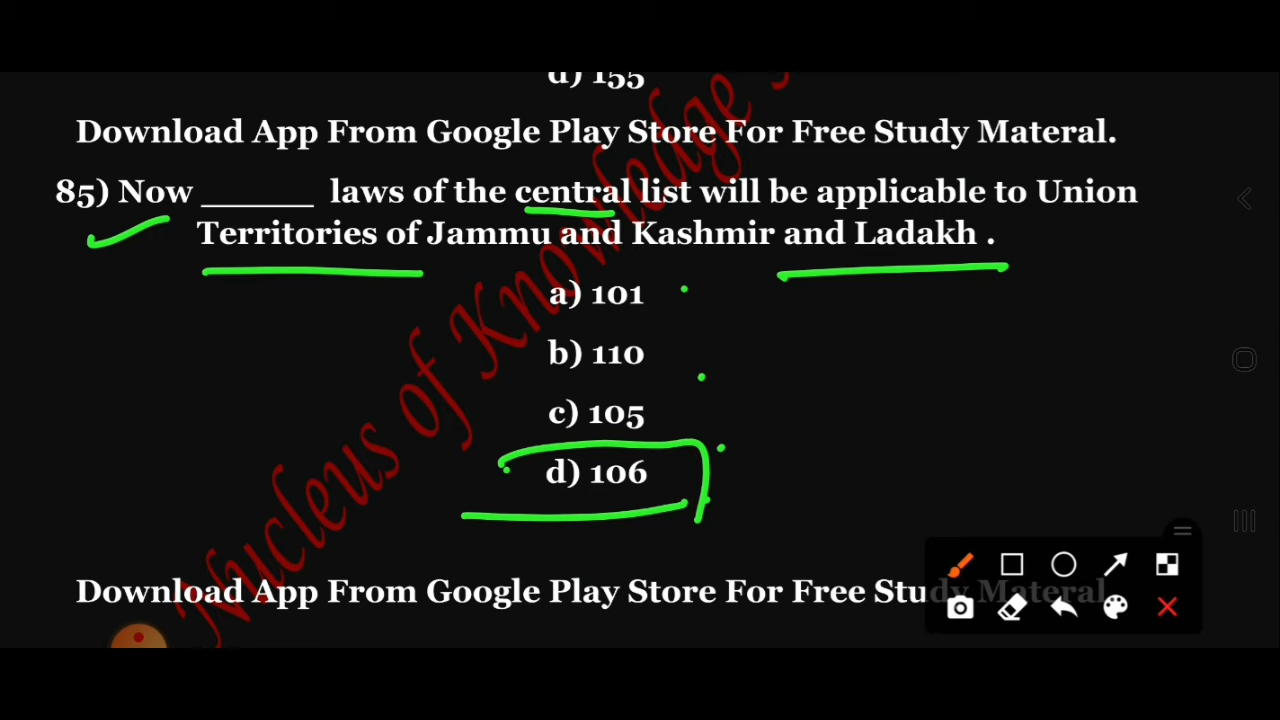 d) 155
Download App From Google Play Store For Free Study Materal.
85) Now ______ laws of the central list will be applicable to Union
Territories of Jammu and Kashmir and Ladakh .
a) 101
b) 110
c) 105
d) 106
Download App From Google Play Store For Free Study Materal
Nucleus of Knowledge